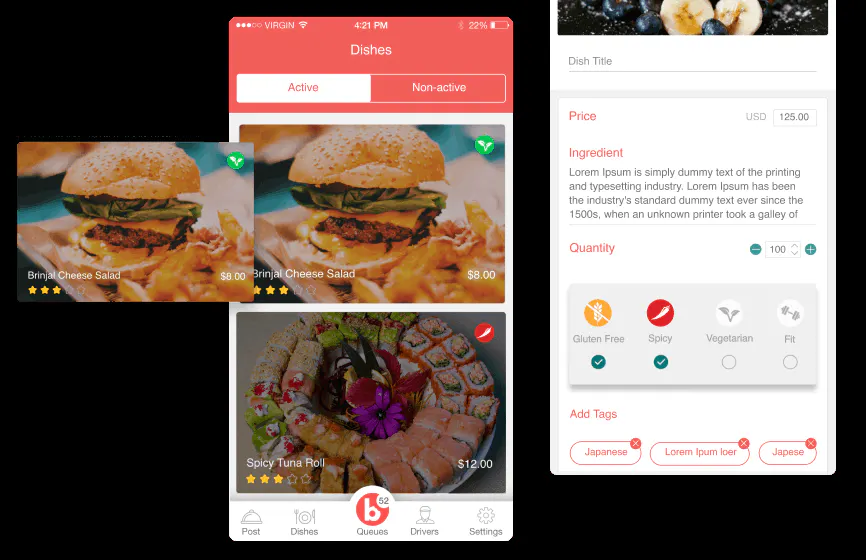 VIRGIN
4:21 PM
22%
Dishes
Active
Non-active
Brinjal Cheese Salad
$8.00
Brinjal Cheese Salad
$8.00
Spicy Tuna Roll
$12.00
b
52
Post
Dishes
Queues
Drivers
Settings
Dish Title
Price
USD
125.00
Ingredient
Lorem Ipsum is simply dummy text of the printing
and typesetting industry. Lorem Ipsum has been
the industry's standard dummy text ever since the
1500s, when an unknown printer took a galley of
Quantity
100
Gluten Free
Spicy
Vegetarian
Fit
Add Tags
Japanese
Lorem Ipum loer
Japese